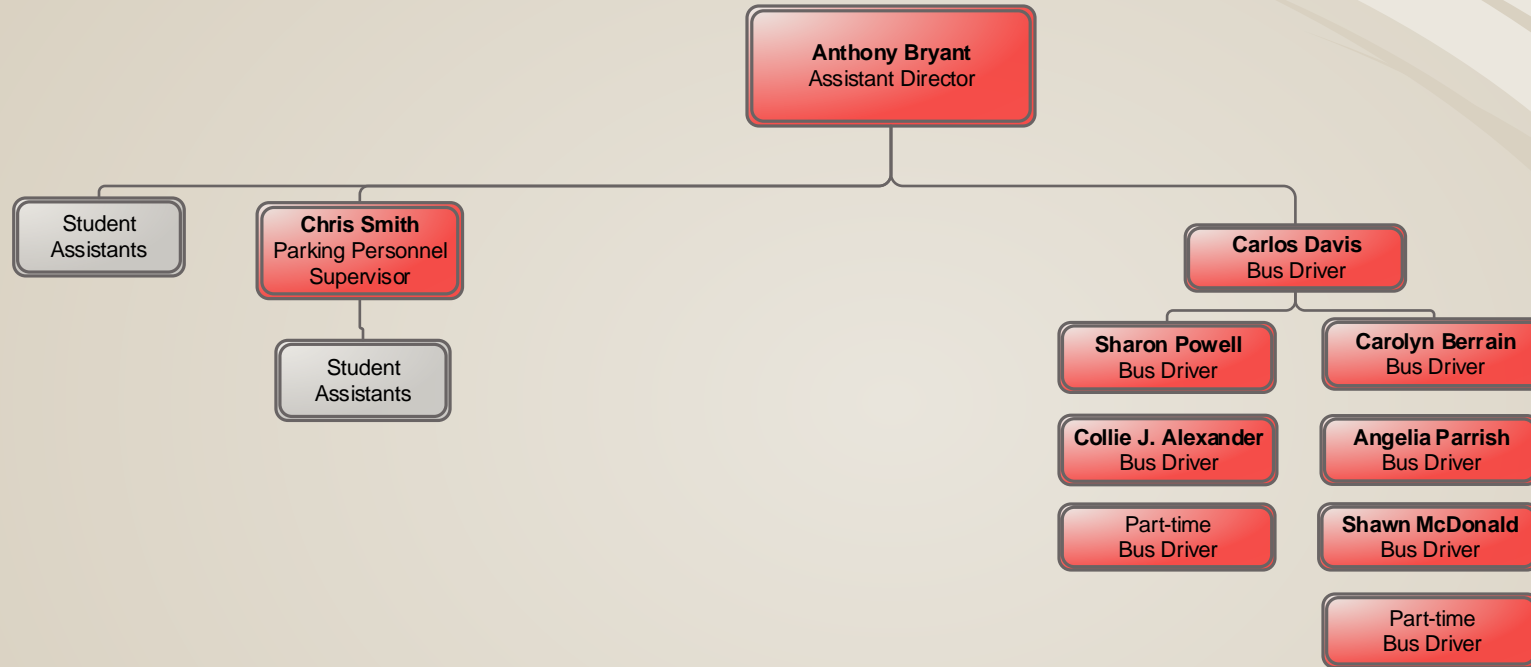 Anthony Bryant
Assistant Director
Student
Assistants
Chris Smith
Parking Personnel
Supervisor
Student
Assistants
Carlos Davis
Bus Driver
Sharon Powell
Bus Driver
Carolyn Berrain
Bus Driver
Collie J. Alexander
Bus Driver
Angelia Parrish
Bus Driver
Part-time
Bus Driver
Shawn McDonald
Bus Driver
Part-time
Bus Driver